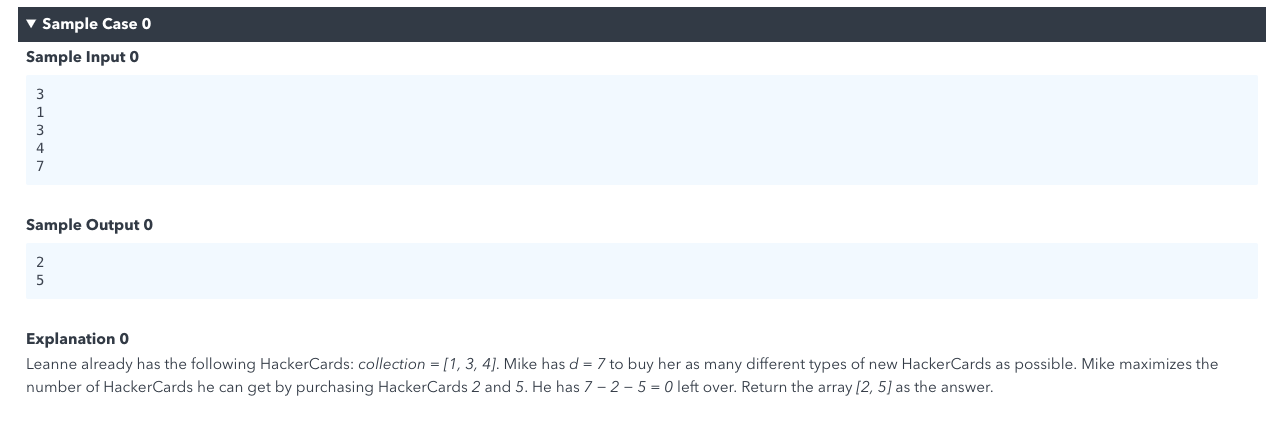 ▼ Sample Case 0
Sample Input 0
3
1
3
4
7
Sample Output 0
2
5
Explanation 0
Leanne already has the following HackerCards: collection = [1, 3, 4]. Mike has d = 7 to buy her as many different types of new HackerCards as possible. Mike maximizes the
number of HackerCards he can get by purchasing HackerCards 2 and 5. He has 7 − 2 − 5 = 0 left over. Return the array [2, 5] as the answer.